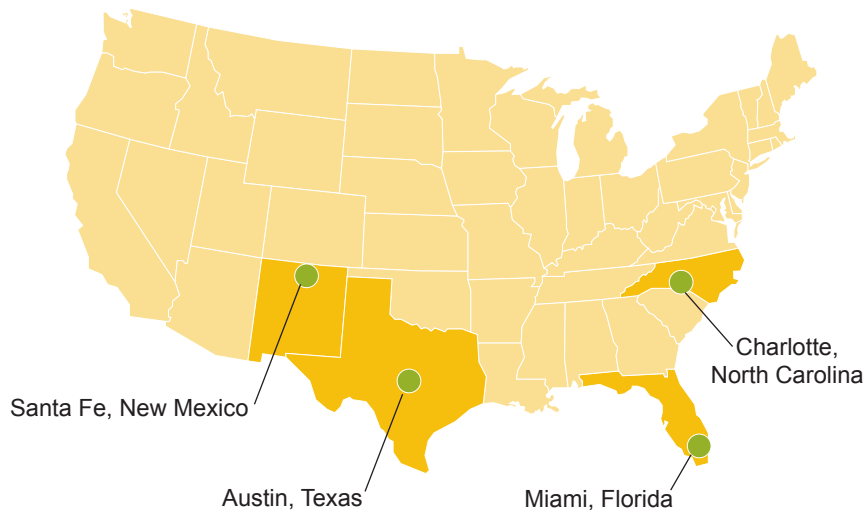 Charlotte,
North Carolina
Santa Fe, New Mexico
Austin, Texas
Miami, Florida